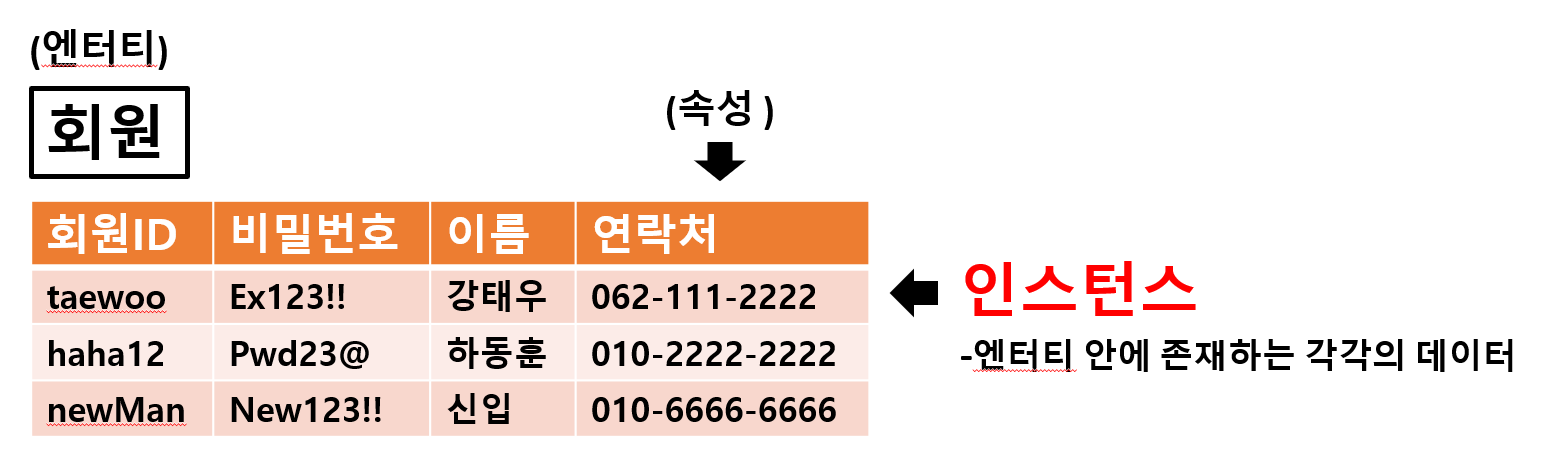 (엔터티)
회원
(속성 )
회원ID 비밀번호 이름 연락처
taewoo Ex123!! 강태우 062-111-2222
인스턴스
haha12 Pwd23@ 하동훈 010-2222-2222
-엔터티 안에 존재하는 각각의 데이터
newMan New123!! 신입 010-6666-6666